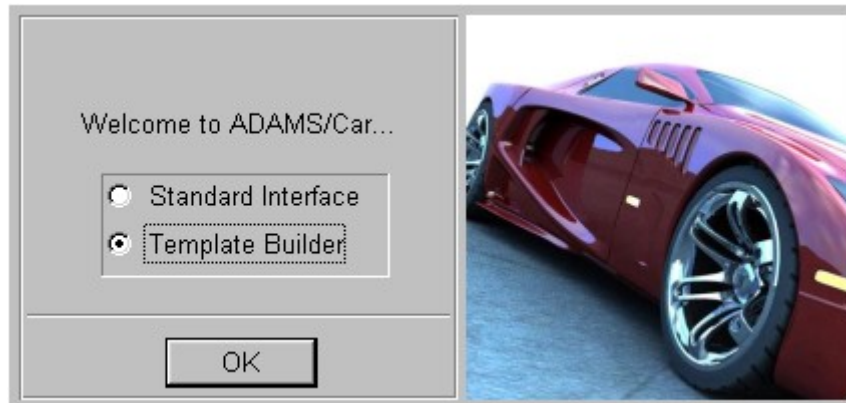 Welcome to ADAMS/Car...
Standard Interface
Template Builder
OK